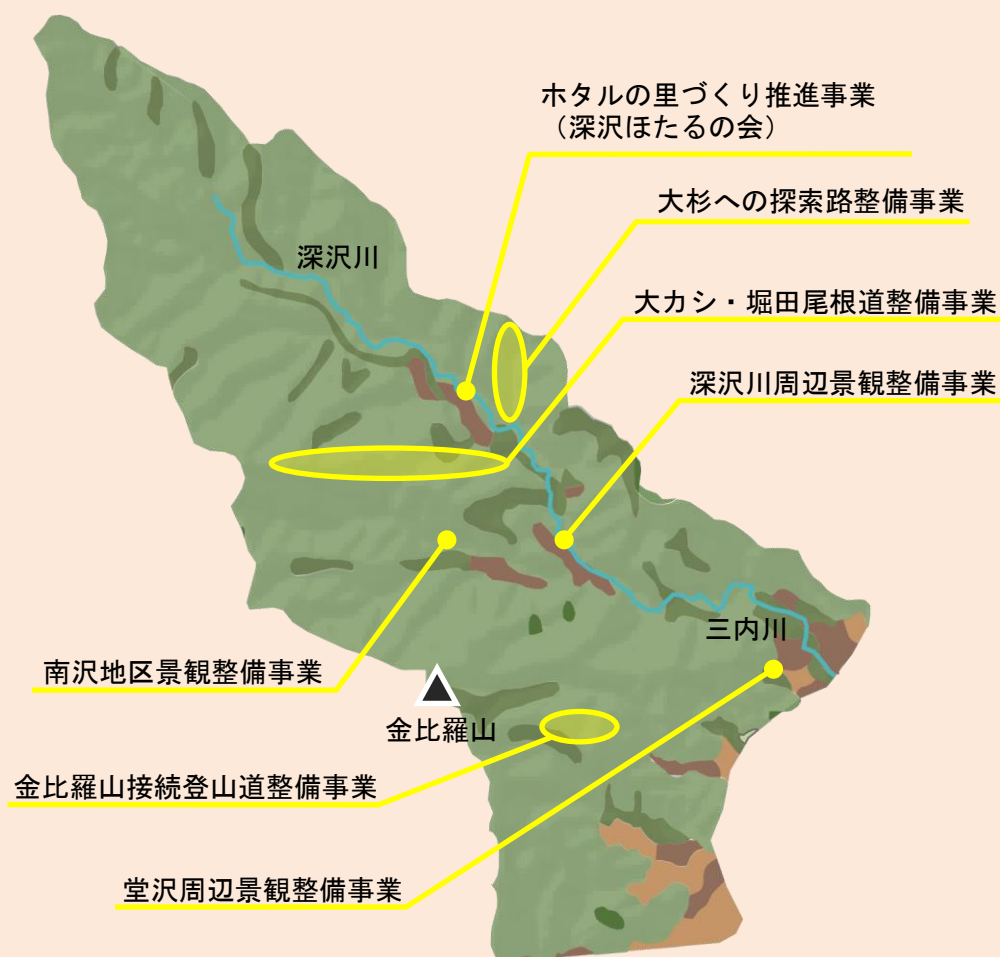 ホタルの里づくり推進事業
（深沢ほたるの会）
大杉への探索路整備事業
深沢川
大カシ・堀田尾根道整備事業
深沢川周辺景観整備事業
三内川
南沢地区景観整備事業
金比羅山
金比羅山接続登山道整備事業
堂沢周辺景観整備事業